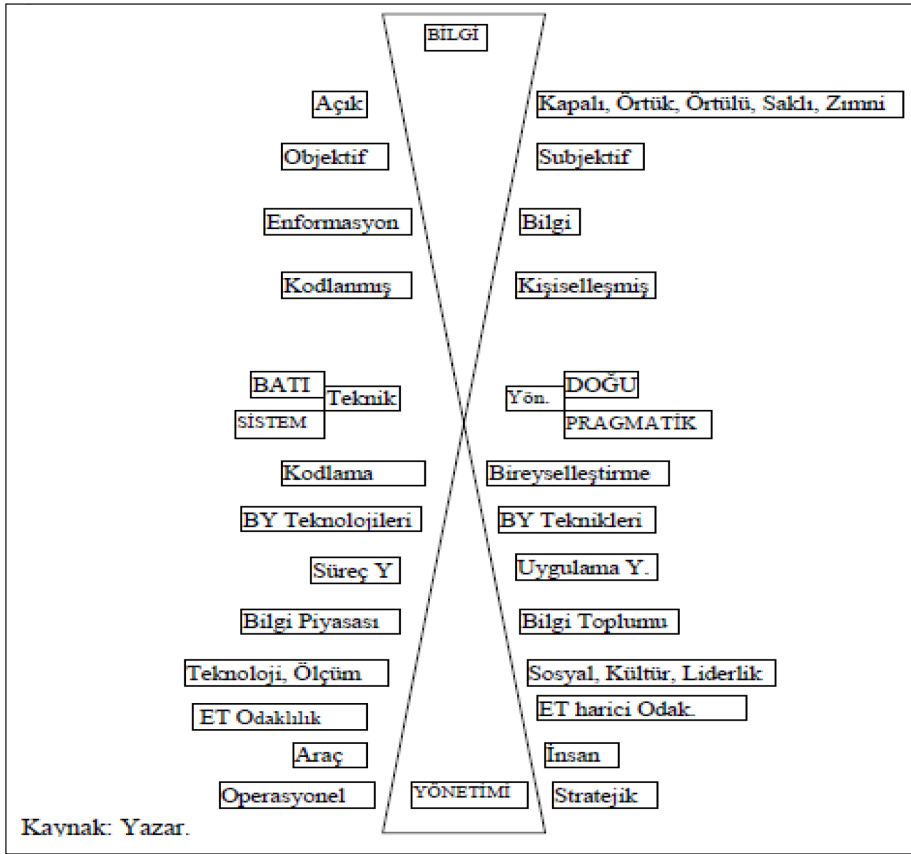 BİLGİ
Açık Kapalı, Örtük, Örtülü, Saklı, Zımni
Objektif Subjektif
Enformasyon Bilgi
Kodlanmış Kişiselleşmiş
BATI DOĞU
Teknik Yön.
SİSTEM PRAGMATİK
Kodlama Bireyselleştirme
BY Teknolojileri BY Teknikleri
Süreç Y Uygulama Y.
Bilgi Piyasası Bilgi Toplumu
Teknoloji, Ölçüm Sosyal, Kültür, Liderlik
ET Odaklılık ET harici Odak.
Araç İnsan
Operasyonel YÖNETİMİ Stratejik
Kaynak: Yazar.